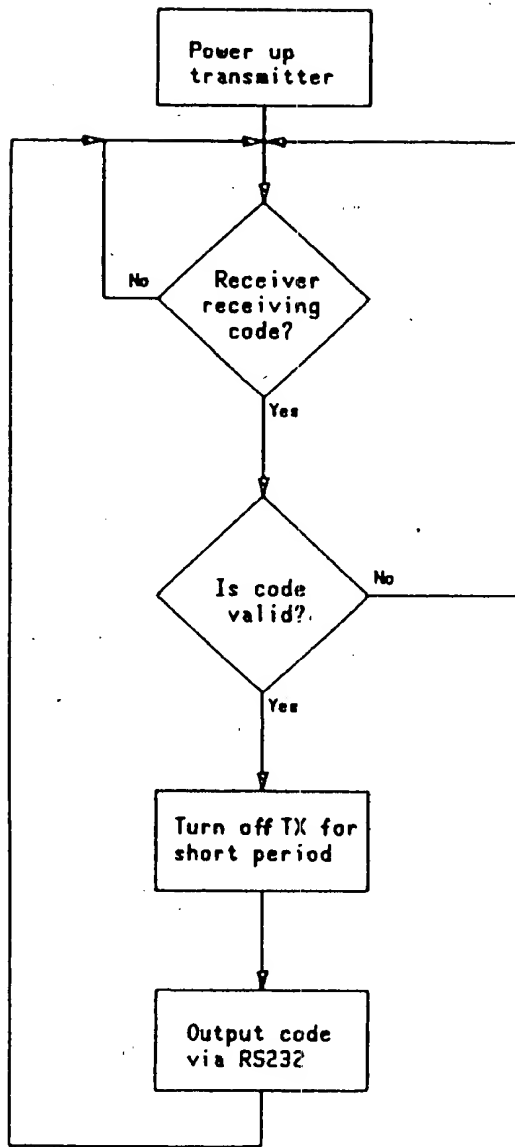 Power up
transmitter
No
Receiver
receiving
code?
Yes
Is code
valid?
No
Yes
Turn off TX for
short period
Output code
via RS232